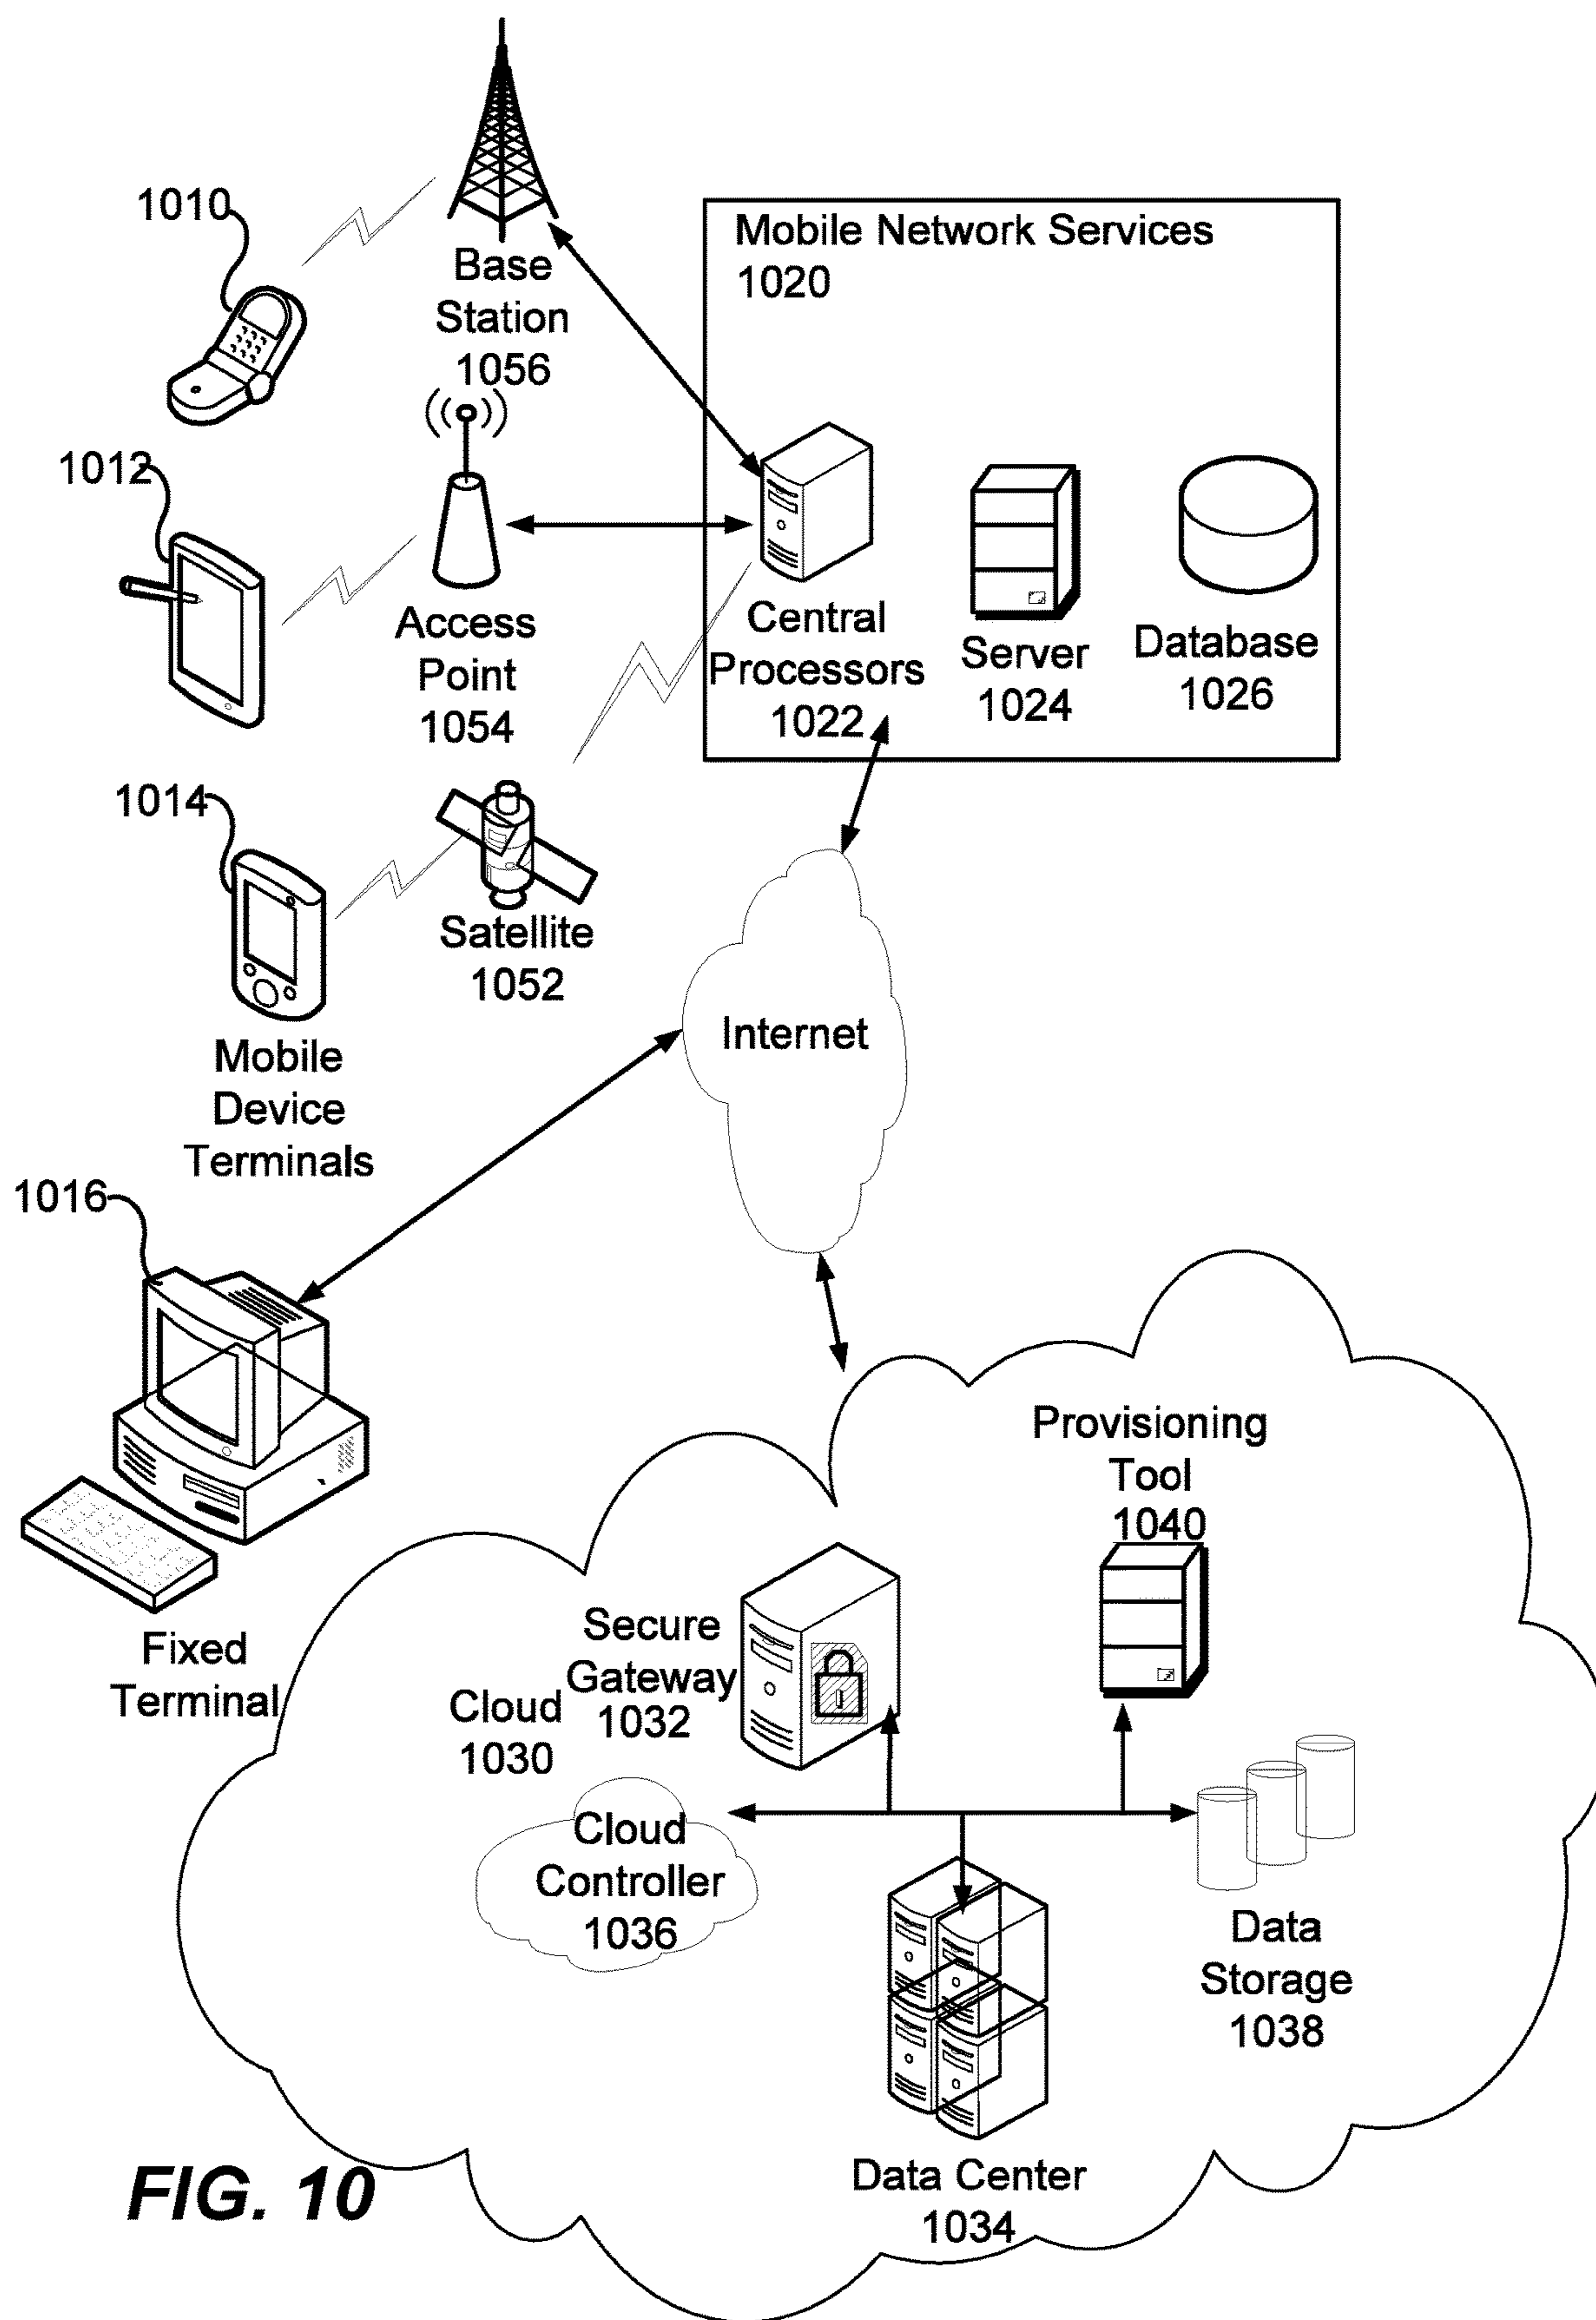 1010
Base
Station
1056
Mobile Network Services
1020
1012
Access
Point
1054
Central
Processors
1022
Server
1024
Database
1026
1014
Satellite
1052
Internet
Mobile
Device
Terminals
1016
Fixed
Terminal
Provisioning
Tool
1040
Secure
Gateway
1032
Cloud
1030
Cloud
Controller
1036
Data
Storage
1038
Data Center
1034
FIG. 10